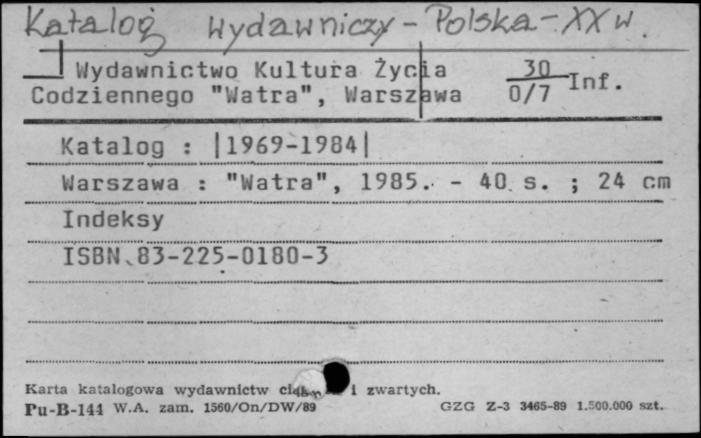 Katalog wydawniczy - Polska - XX w.
Wydawnictwo Kultura Życia
Codziennego "Watra", Warszawa
30
0/7 Inf.
Katalog : |1969-1984|
Warszawa : "Watra", 1985. - 40 s. ; 24 cm
Indeksy
ISBN 83-225-0180-3
Karta katalogowa wydawnictw i zwartych.
Pu-B-144 W.A. zam. 1560/On/DW/89 GZG Z-3 3465-89 1.500.000 szt.